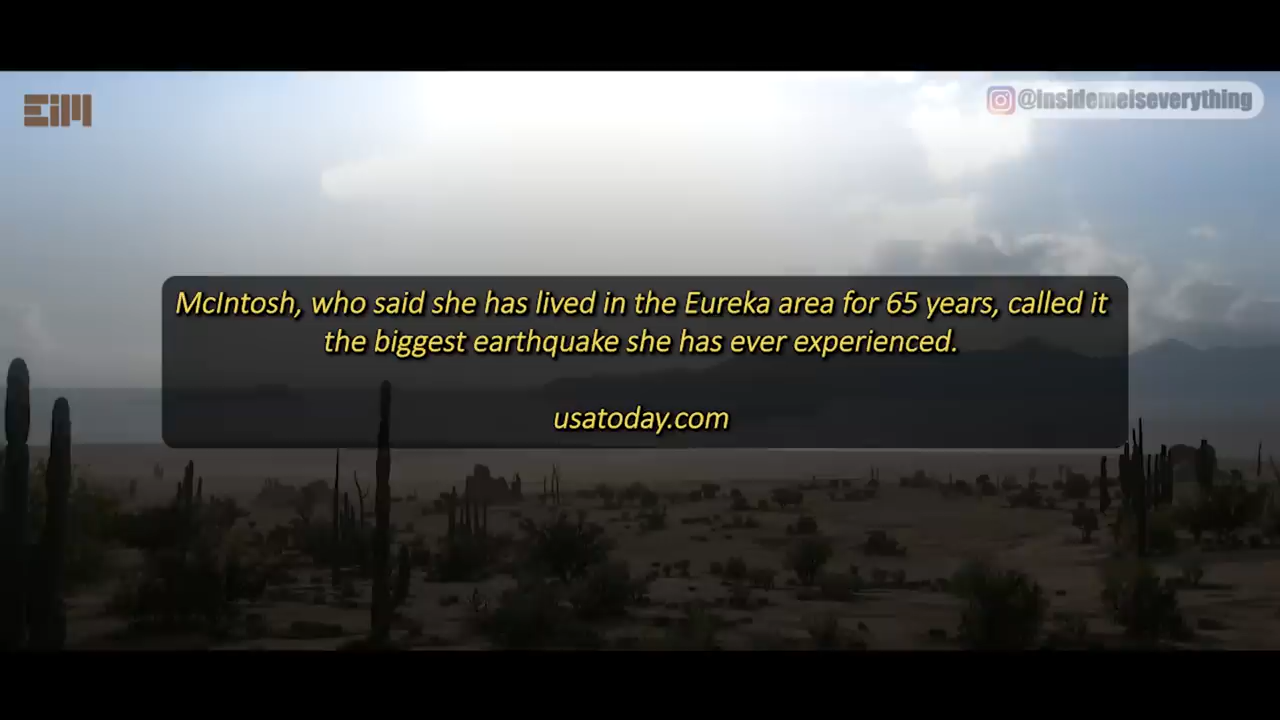 EiM
@insidemeiseverything
McIntosh, who said she has lived in the Eureka area for 65 years, called it
the biggest earthquake she has ever experienced.
usatoday.com